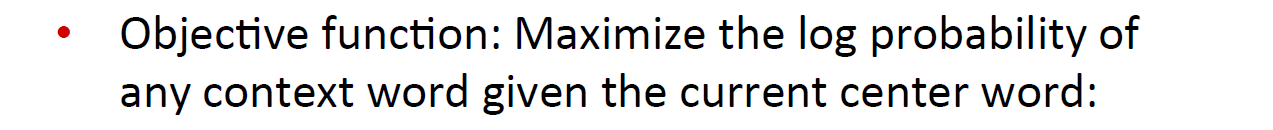 • Objective function: Maximize the log probability of
any context word given the current center word: